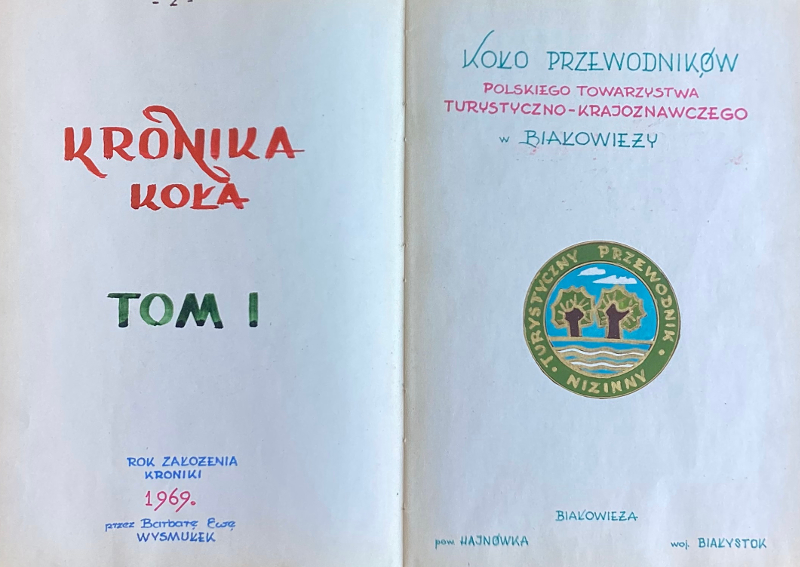 - 2 -
KRONIKA
KOŁA
TOM I
ROK ZAŁOŻENIA
KRONIKI
1969.
przez Barbarę Ewę
WYSMUŁEK
KOŁO PRZEWODNIKÓW
POLSKIEGO TOWARZYSTWA
TURYSTYCZNO-KRAJOZNAWCZEGO
w BIAŁOWIEŻY
TURYSTYCZNY PRZEWODNIK • NIZINNY •
BIAŁOWIEŻA
pow. HAJNÓWKA
woj. BIAŁYSTOK